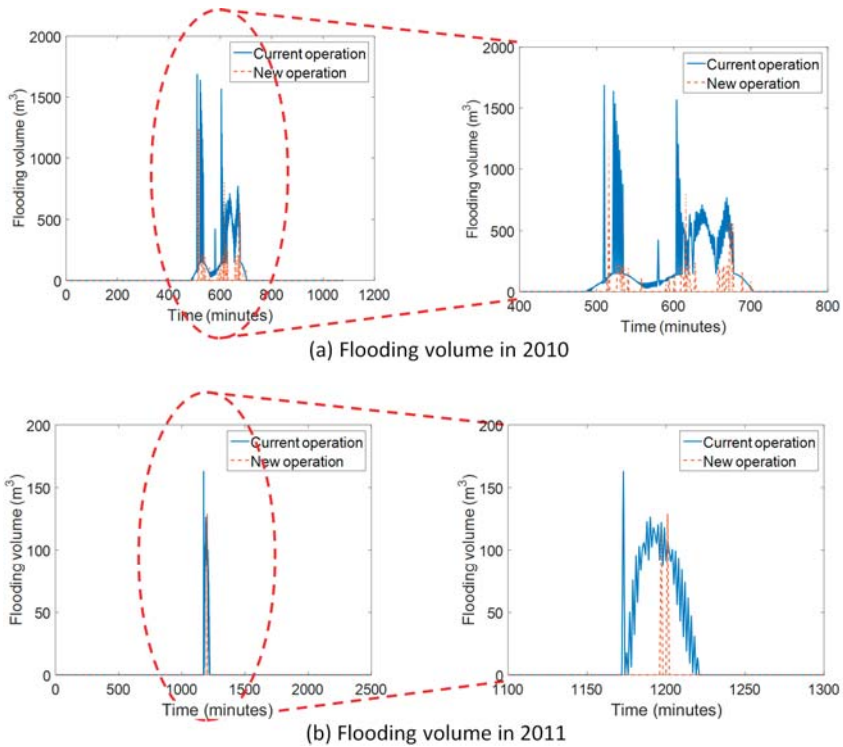 2000
1500
1000
500
0
Flooding volume (m³)
Current operation
New operation
0 200 400 600 800 1000 1200
Time (minutes)
2000
1500
1000
500
0
Flooding volume (m³)
Current operation
New operation
400 500 600 700 800
Time (minutes)
(a) Flooding volume in 2010
200
150
100
50
0
Flooding volume (m³)
Current operation
New operation
0 500 1000 1500 2000 2500
Time (minutes)
200
150
100
50
0
Flooding volume (m³)
Current operation
New operation
1100 1150 1200 1250 1300
Time (minutes)
(b) Flooding volume in 2011